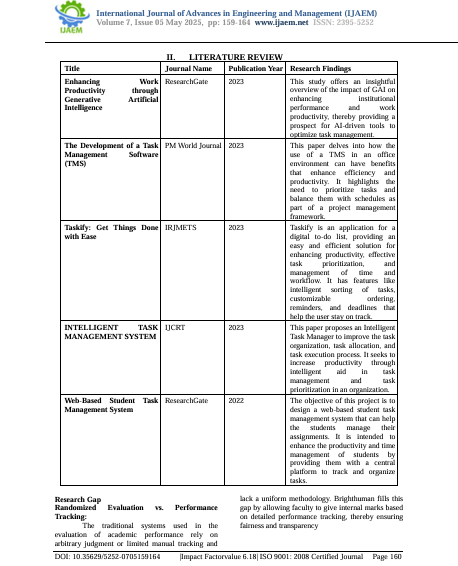 International Journal of Advances in Engineering and Management (IJAEM)
Volume 7, Issue 05 May 2025, pp: 159-164 www.ijaem.net ISSN: 2395-5252
IJAEM
II. LITERATURE REVIEW
Title Journal Name Publication Year Research Findings
Enhancing Work
Productivity through
Generative Artificial
Intelligence
ResearchGate
2023
This study offers an insightful
overview of the impact of GAI on
enhancing institutional
performance and work
productivity, thereby providing a
prospect for AI-driven tools to
optimize task management.
The Development of a Task
Management Software
(TMS)
PM World Journal
2023
This paper delves into how the
use of a TMS in an office
environment can have benefits
that enhance efficiency and
productivity. It highlights the
need to prioritize tasks and
balance them with schedules as
part of a project management
framework.
Taskify: Get Things Done
with Ease
IRJMETS
2023
Taskify is an application for a
digital to-do list, providing an
easy and efficient solution for
enhancing productivity, effective
task prioritization, and
management of time and
workflow. It has features like
intelligent sorting of tasks,
customizable ordering,
reminders, and deadlines that
help the user stay on track.
INTELLIGENT TASK
MANAGEMENT SYSTEM
IJCRT
2023
This paper proposes an Intelligent
Task Manager to improve the task
organization, task allocation, and
task execution process. It seeks to
increase productivity through
intelligent aid in task
management and task
prioritization in an organization.
Web-Based Student Task
Management System
ResearchGate
2022
The objective of this project is to
design a web-based student task
management system that can help
the students manage their
assignments. It is intended to
enhance the productivity and time
management of students by
providing them with a central
platform to track and organize
tasks.
Research Gap
Randomized Evaluation vs. Performance
Tracking:
The traditional systems used in the
evaluation of academic performance rely on
arbitrary judgment or limited manual tracking and
lack a uniform methodology. Brighthuman fills this
gap by allowing faculty to give internal marks based
on detailed performance tracking, thereby ensuring
fairness and transparency
DOI: 10.35629/5252-0705159164 |Impact Factorvalue 6.18| ISO 9001: 2008 Certified Journal Page 160